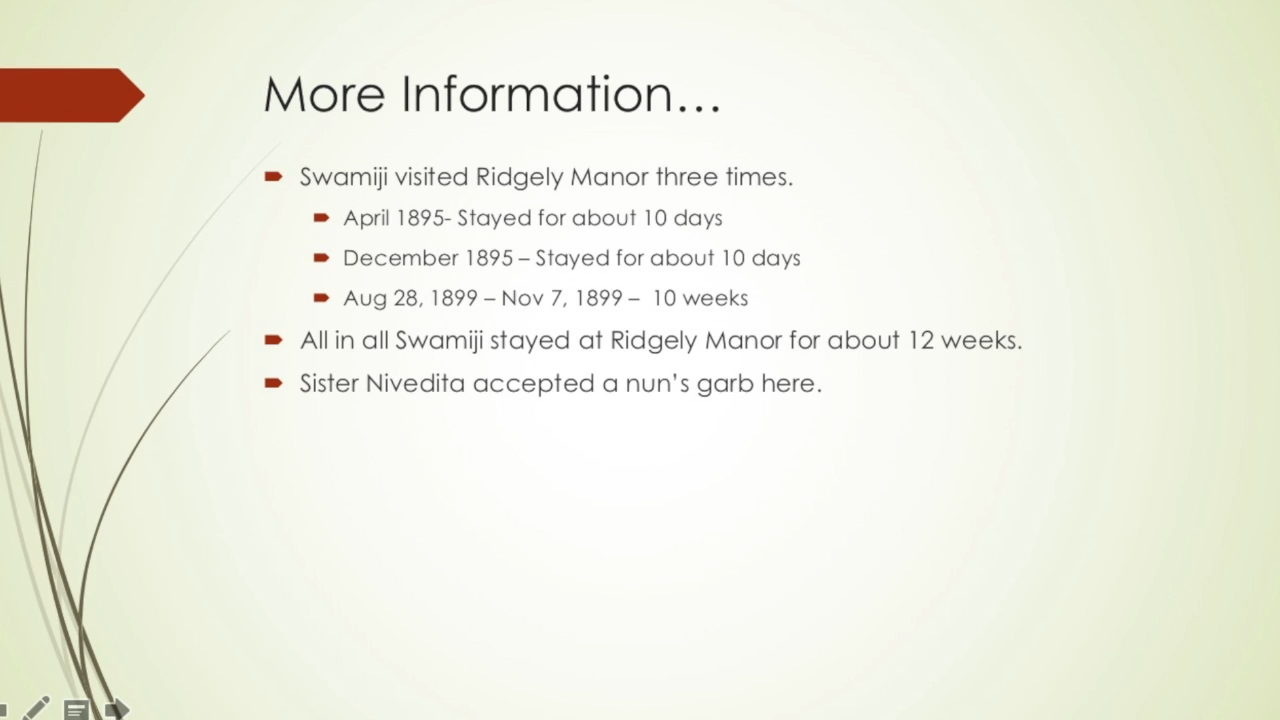 More Information…
Swamiji visited Ridgely Manor three times.
April 1895- Stayed for about 10 days
December 1895 – Stayed for about 10 days
Aug 28, 1899 – Nov 7, 1899 –  10 weeks
All in all Swamiji stayed at Ridgely Manor for about 12 weeks.
Sister Nivedita accepted a nun’s garb here.